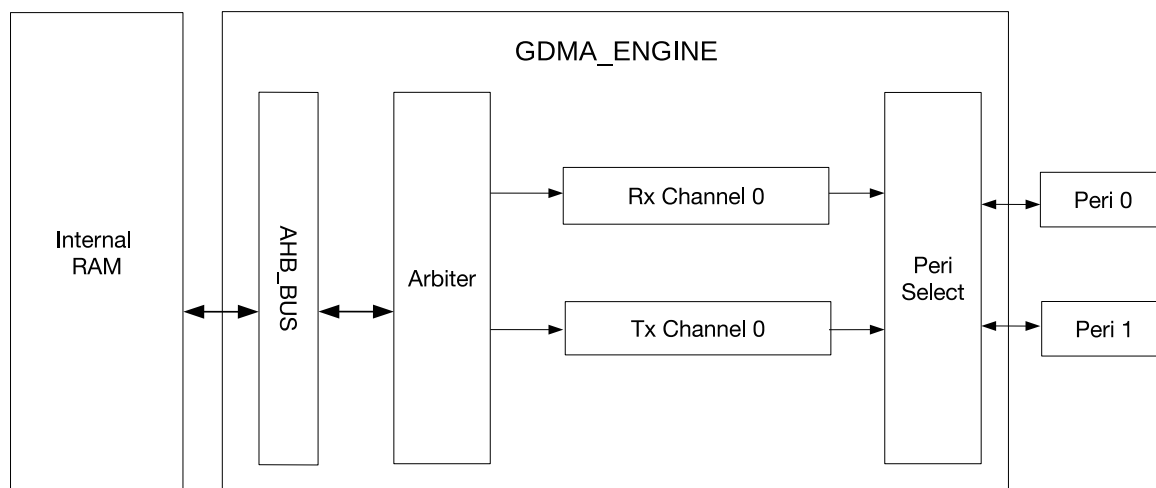 GDMA_ENGINE
Internal
RAM
AHB_BUS
Arbiter
Rx Channel 0
Tx Channel 0
Peri
Select
Peri 0
Peri 1